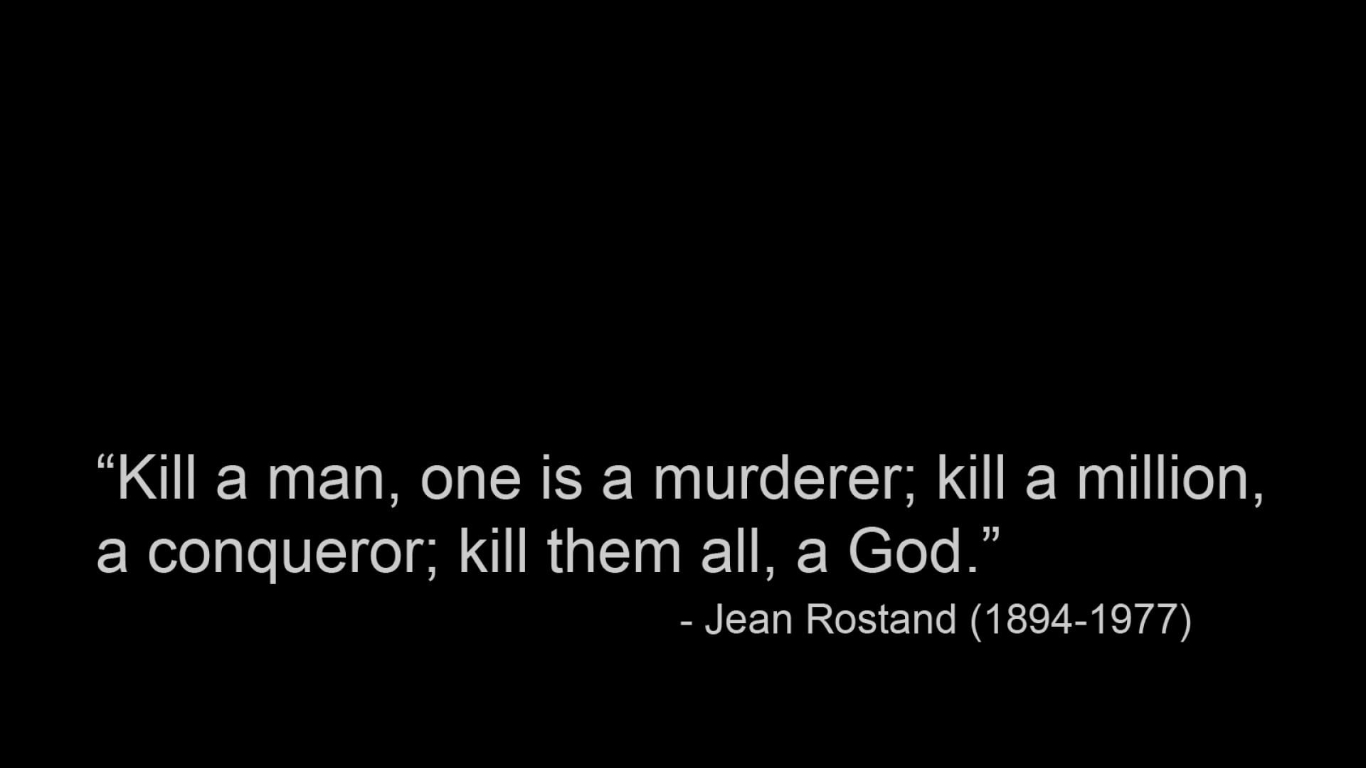 “Kill a man, one is a murderer; kill a million,
a conqueror; kill them all, a God.”
- Jean Rostand (1894-1977)